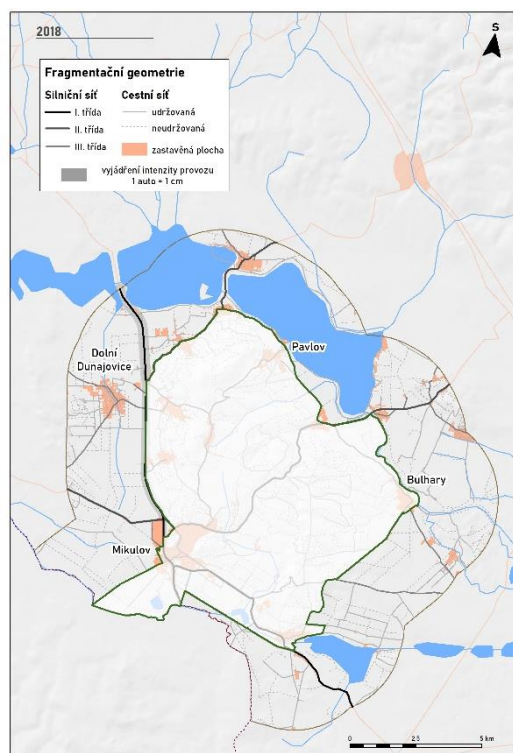 2018
S
Fragmentační geometrie
Silniční síť
I. třída
II. třída
III. třída
Cestní síť
udržovaná
neudržovaná
zastavěná plocha
vyjádření intenzity provozu
1 auto = 1 cm
Pavlov
Dolní
Dunajovice
Bulhary
Mikulov
0 2.5 5 km